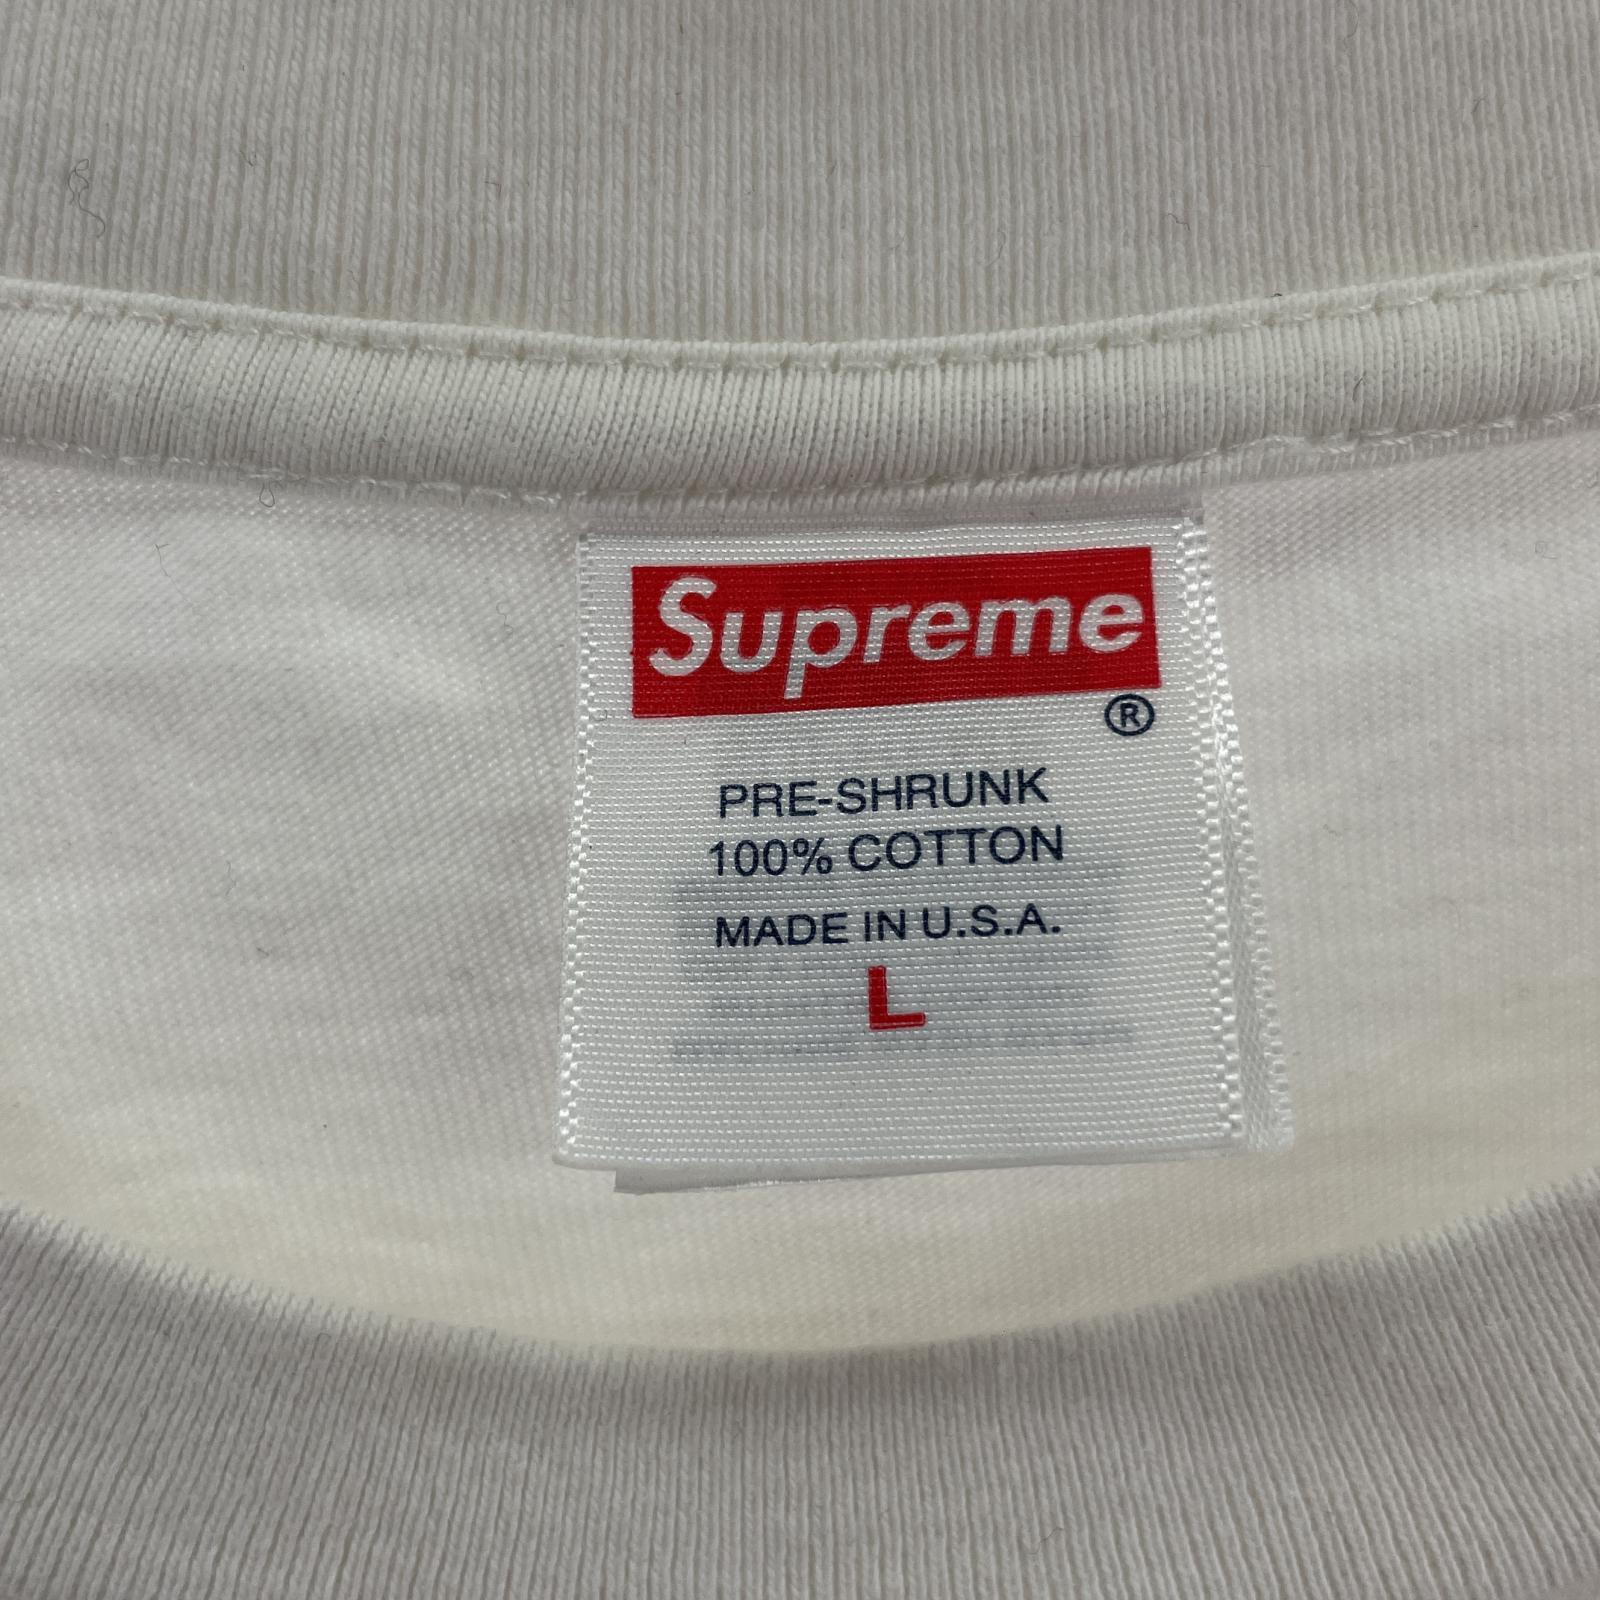 Supreme
®
PRE-SHRUNK
100% COTTON
MADE IN U.S.A.
L